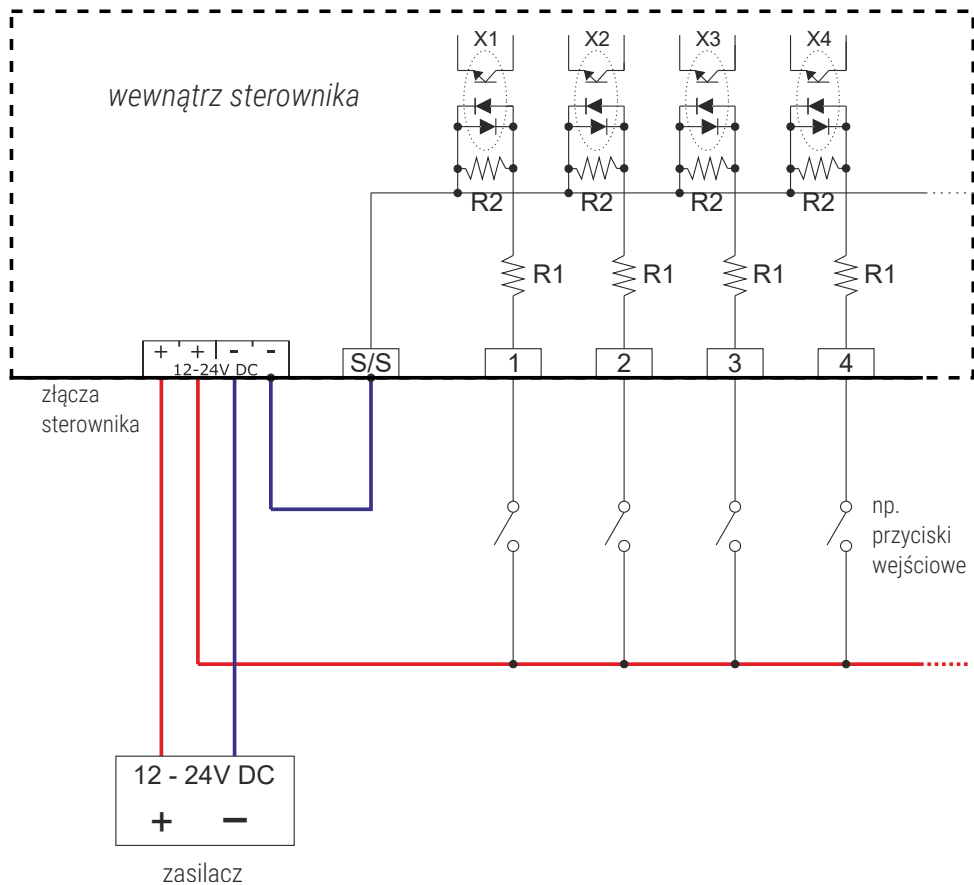 X1 X2 X3 X4
wewnątrz sterownika
R2 R2 R2 R2
R1 R1 R1 R1
+ + - -
12-24V DC
S/S 1 2 3 4
złącza
sterownika
np.
przyciski
wejściowe
12 - 24V DC
+ −
zasilacz